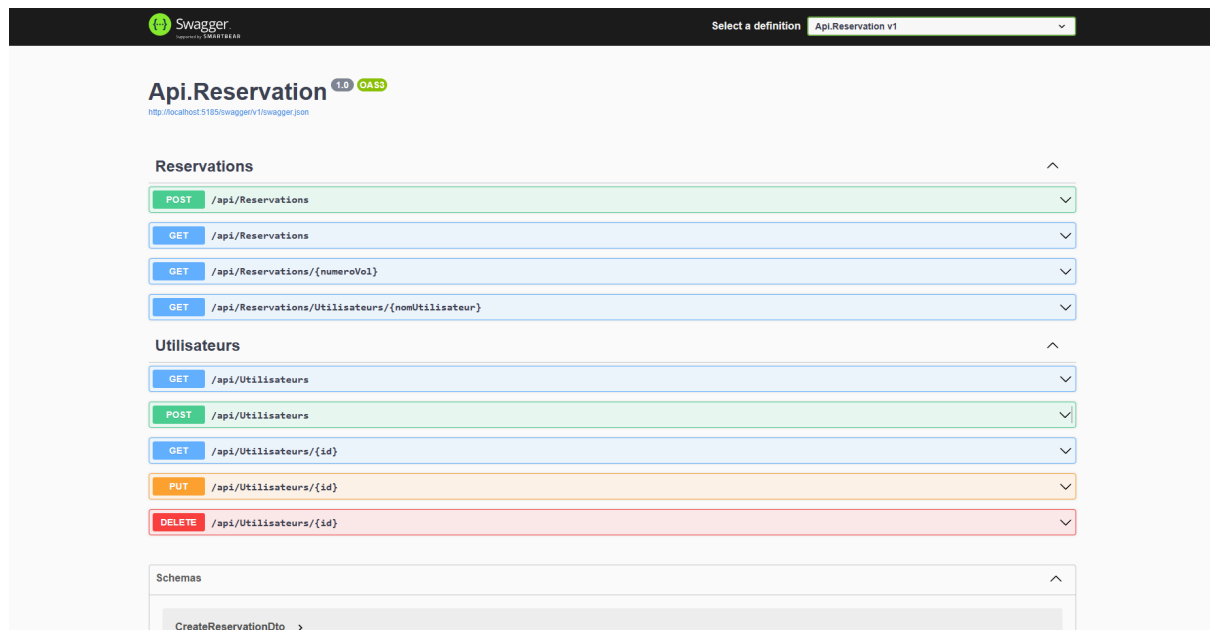 Swagger.
Supported by SMARTBEAR
Select a definition
Api.Reservation v1
Api.Reservation 1.0 OAS3
http://localhost:5185/swagger/v1/swagger.json
Reservations
POST /api/Reservations
GET /api/Reservations
GET /api/Reservations/{numeroVol}
GET /api/Reservations/Utilisateurs/{nomUtilisateur}
Utilisateurs
GET /api/Utilisateurs
POST /api/Utilisateurs
GET /api/Utilisateurs/{id}
PUT /api/Utilisateurs/{id}
DELETE /api/Utilisateurs/{id}
Schemas
CreateReservationDto